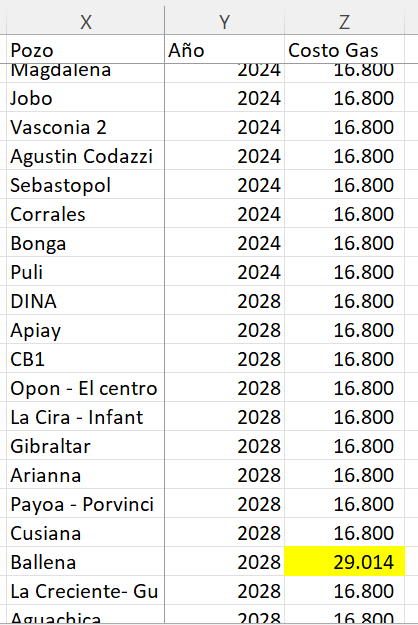 X Y Z
Pozo Año Costo Gas
Magdalena 2024 16.800
Jobo 2024 16.800
Vasconia 2 2024 16.800
Agustin Codazzi 2024 16.800
Sebastopol 2024 16.800
Corrales 2024 16.800
Bonga 2024 16.800
Puli 2024 16.800
DINA 2028 16.800
Apiay 2028 16.800
CB1 2028 16.800
Opon - El centro 2028 16.800
La Cira - Infant 2028 16.800
Gibraltar 2028 16.800
Arianna 2028 16.800
Payoa - Porvinci 2028 16.800
Cusiana 2028 16.800
Ballena 2028 29.014
La Creciente- Gu 2028 16.800
Aguachica 2028 16.800